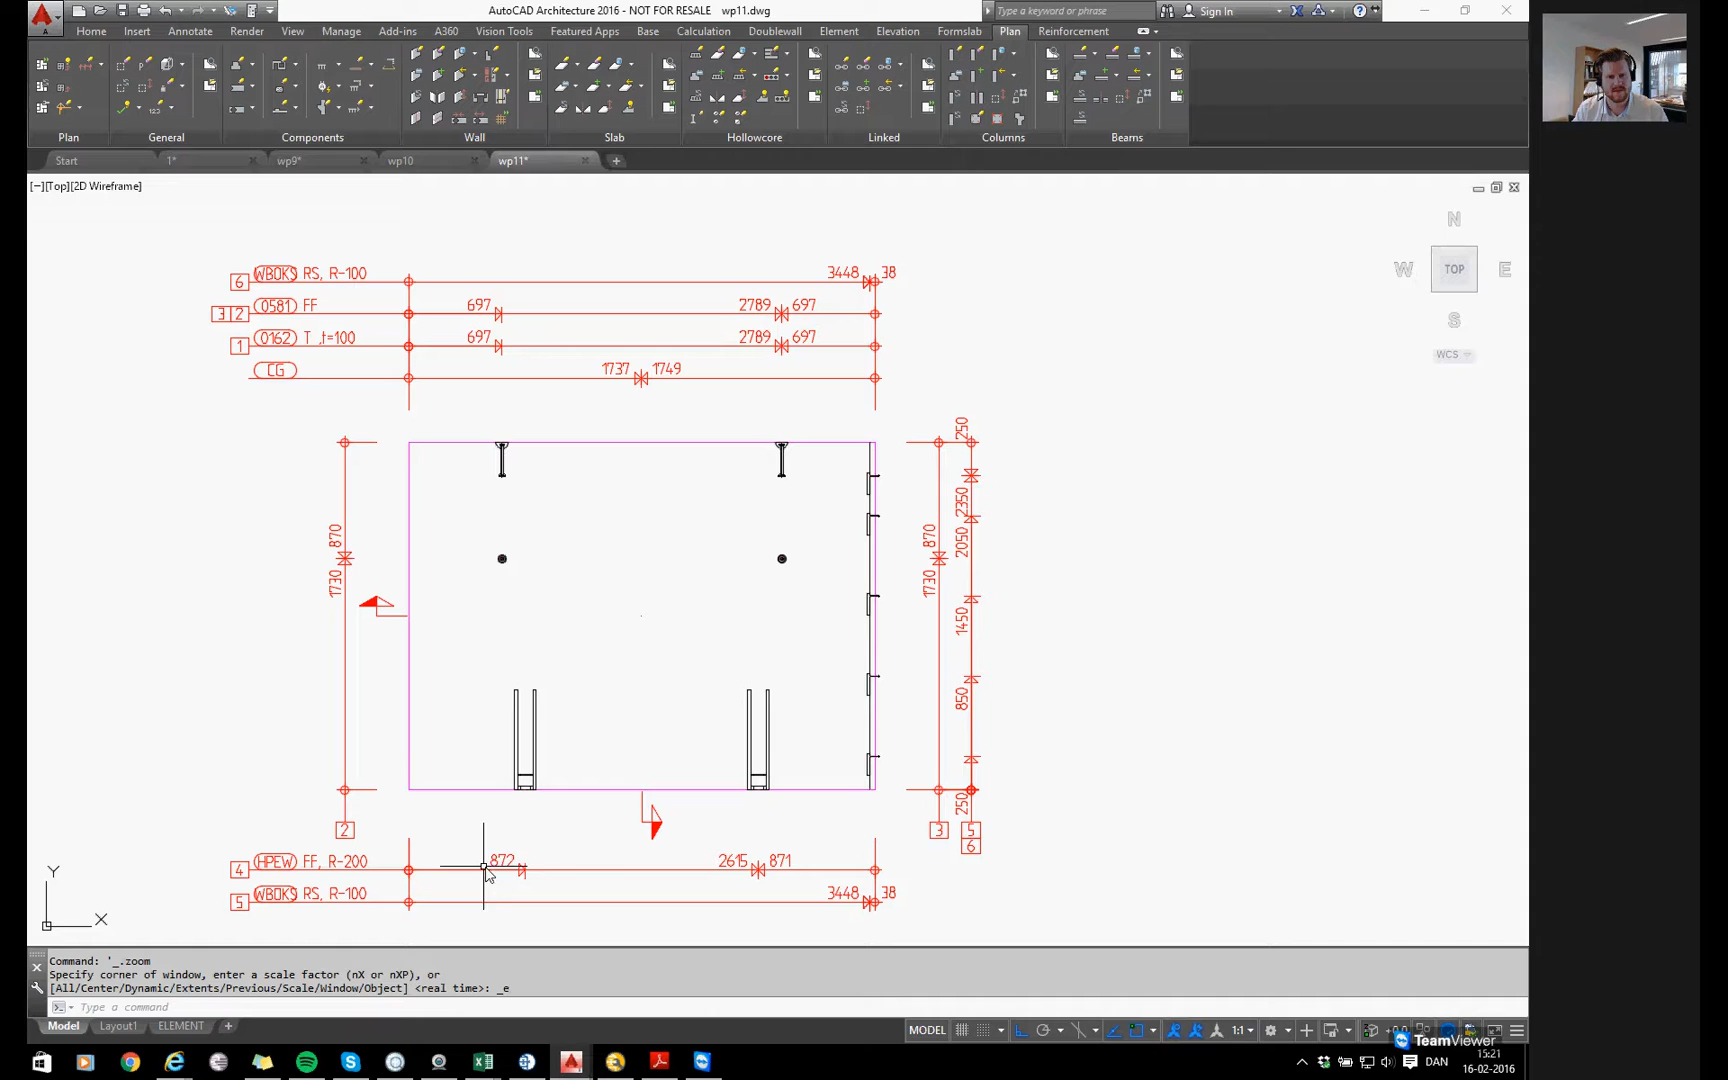 AutoCAD Architecture 2016 - NOT FOR RESALE wp11.dwg
Type a keyword or phrase
Sign In
Home Insert Annotate Render View Manage Add-ins A360 Vision Tools Featured Apps Base Calculation Doublewall Element Elevation Formslab Plan Reinforcement
Plan General Components Wall Slab Hollowcore Linked Columns Beams
Start 1* wp9* wp10 wp11*
[−][Top][2D Wireframe]
N
W TOP E
S
WCS
6 WBOKS RS, R-100 3448 38
3 2 0581 FF 697 2789 697
1 0162 T ,t=100 697 2789 697
CG 1737 1749
250
2350
870
2050
1730
1450
850
250
870
1730
2
3
5
6
4 HPEW FF, R-200 872 2615 871
5 WBOKS RS, R-100 3448 38
Y
X
Command: '_.zoom
Specify corner of window, enter a scale factor (nX or nXP), or
[All/Center/Dynamic/Extents/Previous/Scale/Window/Object] <real time>: _e
Type a command
Model Layout1 ELEMENT
MODEL 1:1
TeamViewer
DAN
15:21
16-02-2016